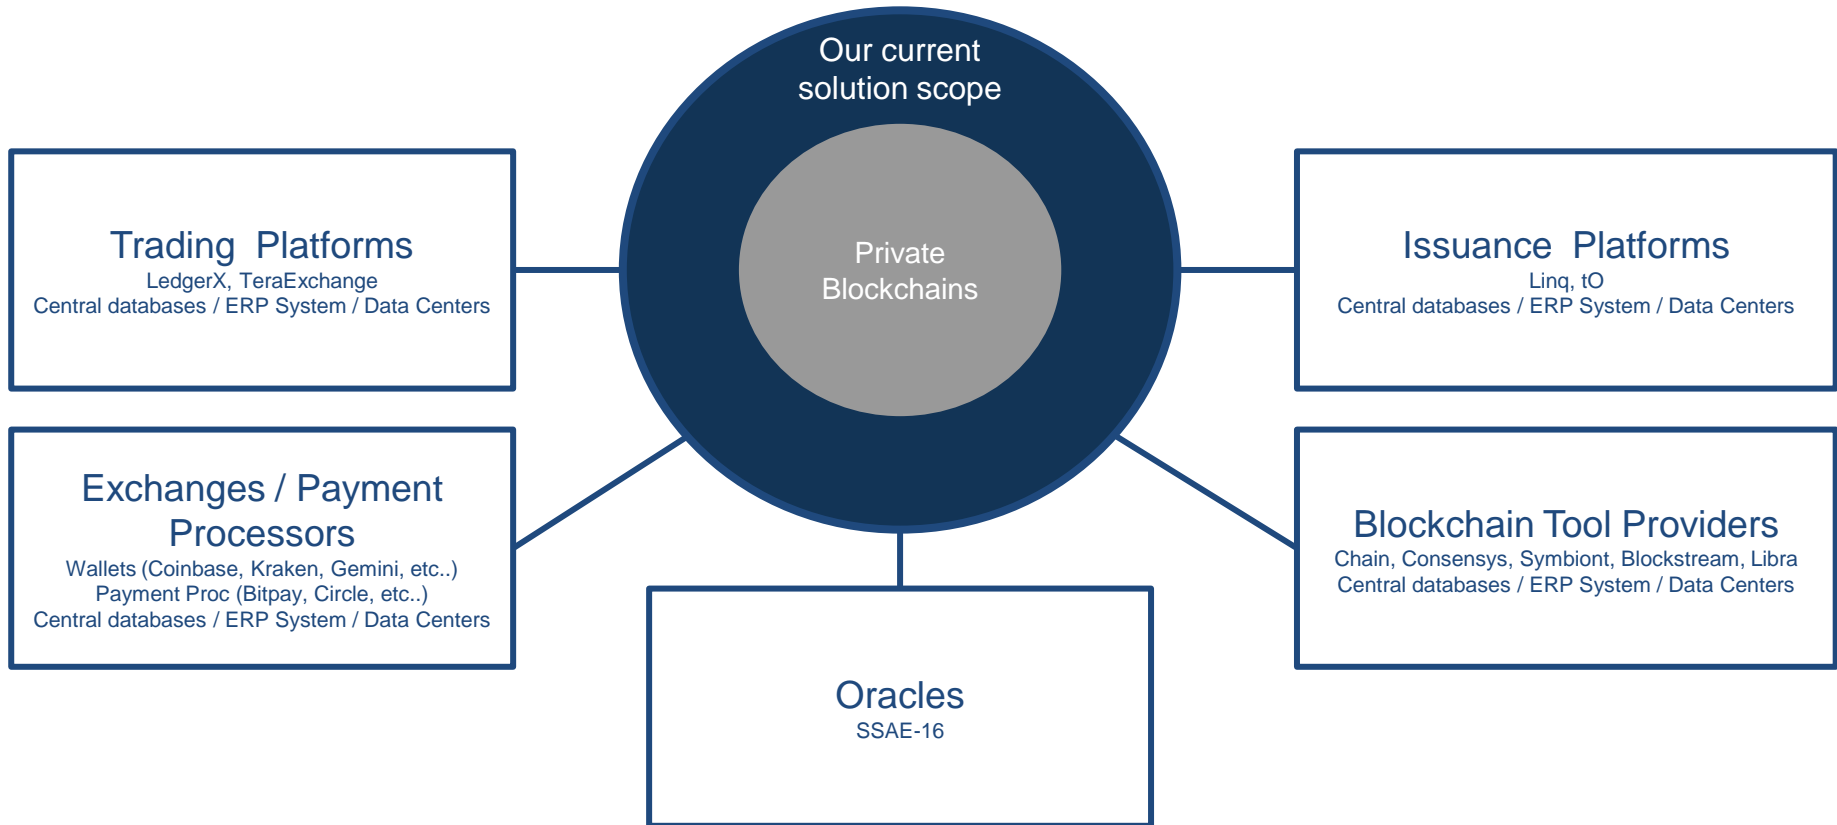 Our current
solution scope
Private
Blockchains
Trading  Platforms
LedgerX, TeraExchange
Central databases / ERP System / Data Centers
Issuance  Platforms
Linq, tO
Central databases / ERP System / Data Centers
Exchanges / Payment
Processors
Wallets (Coinbase, Kraken, Gemini, etc..)
Payment Proc (Bitpay, Circle, etc..)
Central databases / ERP System / Data Centers
Blockchain Tool Providers
Chain, Consensys, Symbiont, Blockstream, Libra
Central databases / ERP System / Data Centers
Oracles
SSAE-16